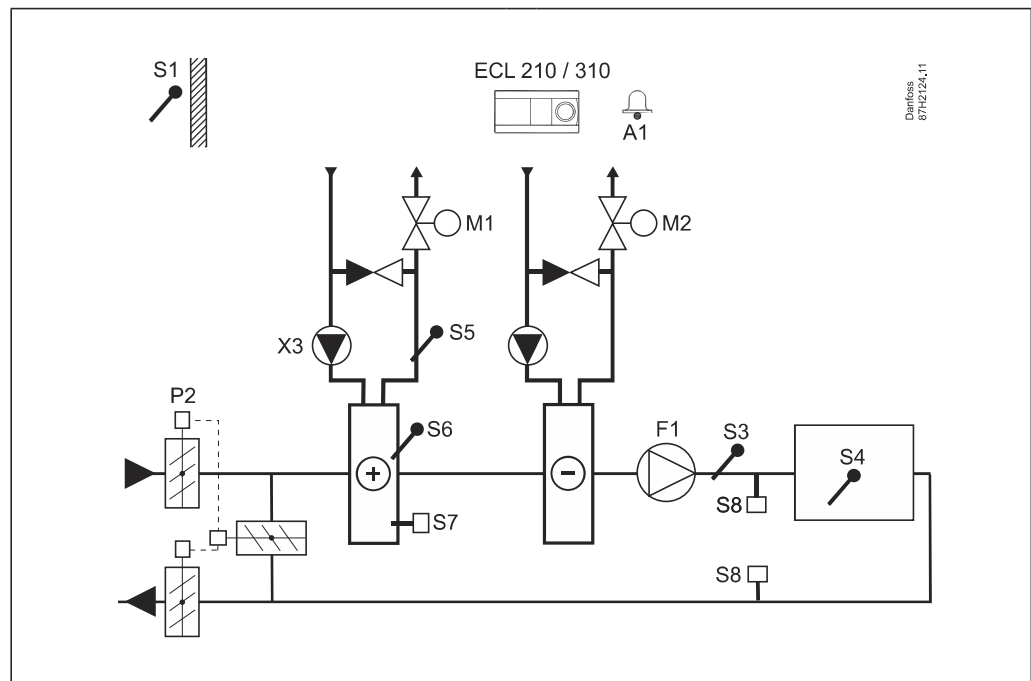 S1
ECL 210 / 310
A1
Danfoss
87H2124.11
M1
M2
X3
S5
P2
S6
F1
S3
S4
S7
S8
S8